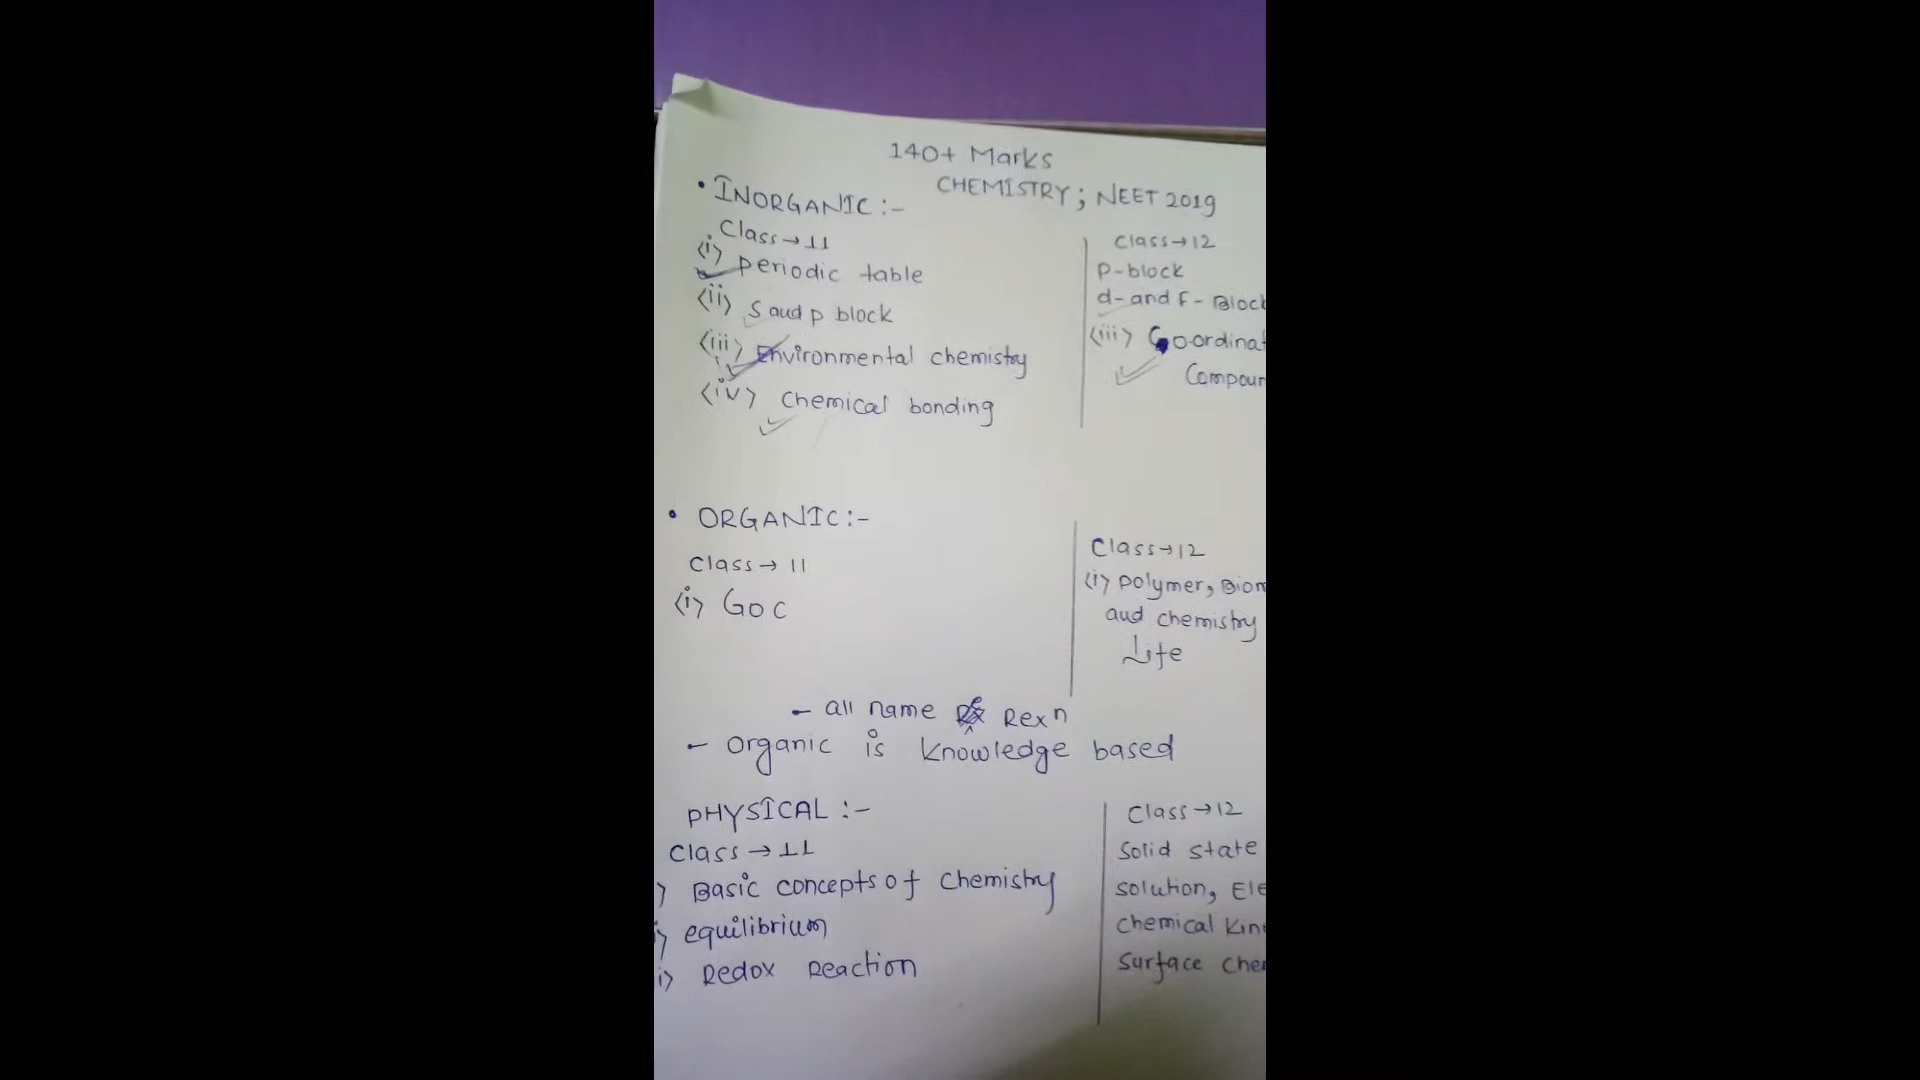 140+ Marks
CHEMISTRY; NEET 2019
• INORGANIC:-
Class→11
(i) periodic table
(ii) S and p block
(iii) Environmental chemistry
(iv) Chemical bonding
Class→12
P-block
d-and F-Block
(iii) Co-ordinat
Compoun
• ORGANIC:-
Class→11
(i) GOC
Class→12
(i) Polymer, Biom
and chemistry
Life
- all name Rexn
- Organic is knowledge based
PHYSICAL:-
Class→11
) Basic concepts of Chemistry
i) equilibrium
i) Redox Reaction
Class→12
Solid state
solution, Ele
Chemical Kin
Surface Che